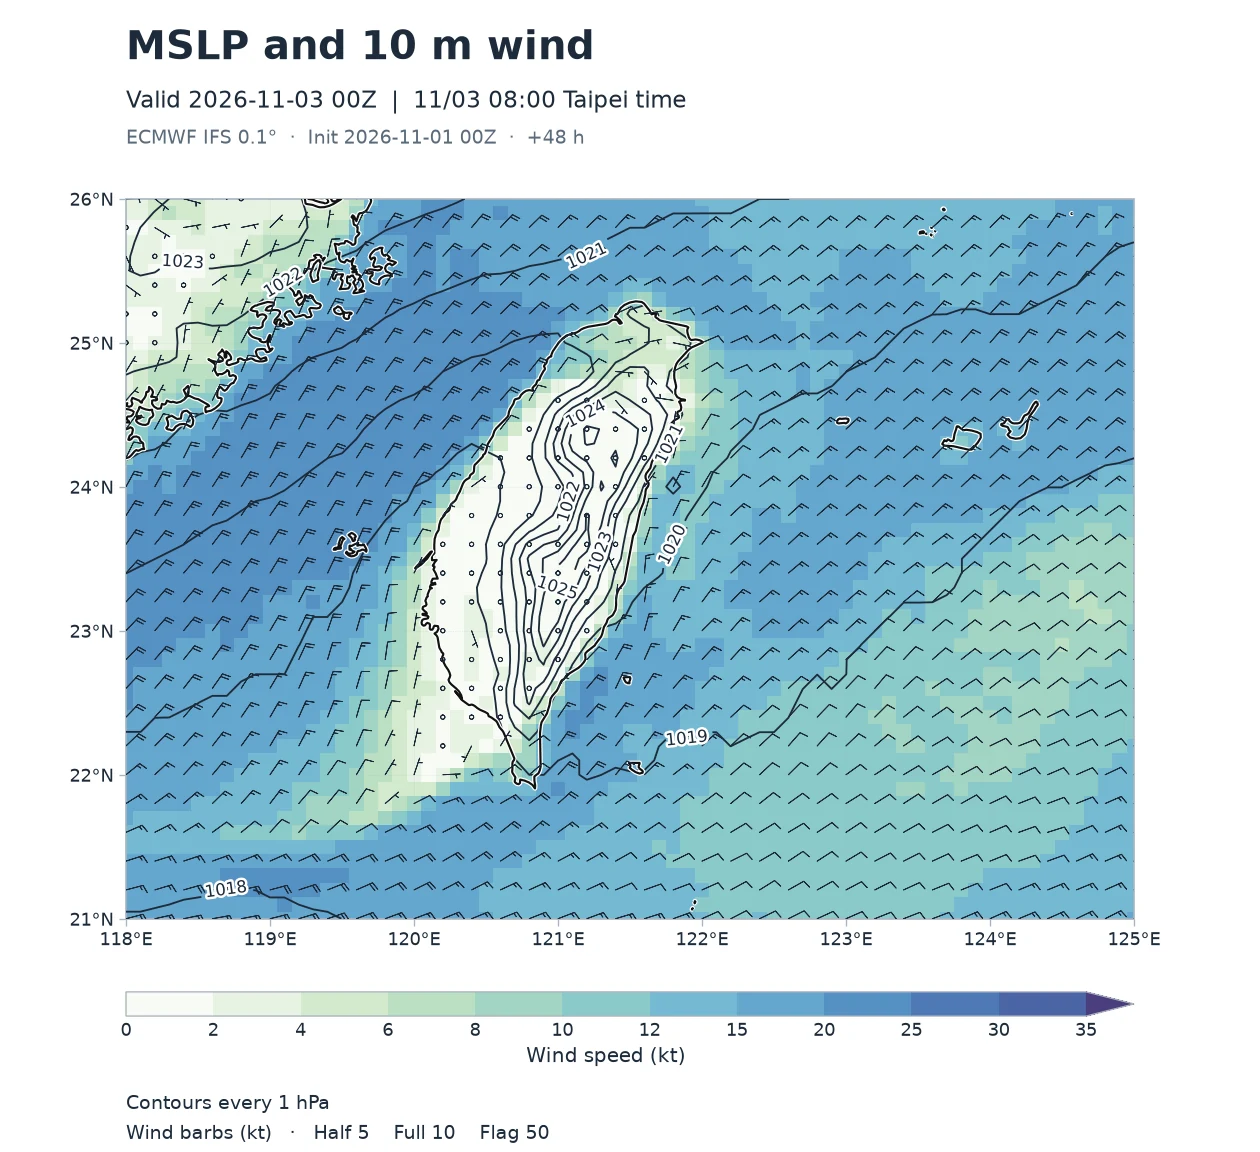 MSLP and 10 m wind
Valid 2026-11-03 00Z | 11/03 08:00 Taipei time
ECMWF IFS 0.1° · Init 2026-11-01 00Z · +48 h
26°N
25°N
24°N
23°N
22°N
21°N
1023
1022
1021
1024
1021
1022
1023
1020
1025
1019
1018
118°E 119°E 120°E 121°E 122°E 123°E 124°E 125°E
0 2 4 6 8 10 12 15 20 25 30 35
Wind speed (kt)
Contours every 1 hPa
Wind barbs (kt) · Half 5 Full 10 Flag 50